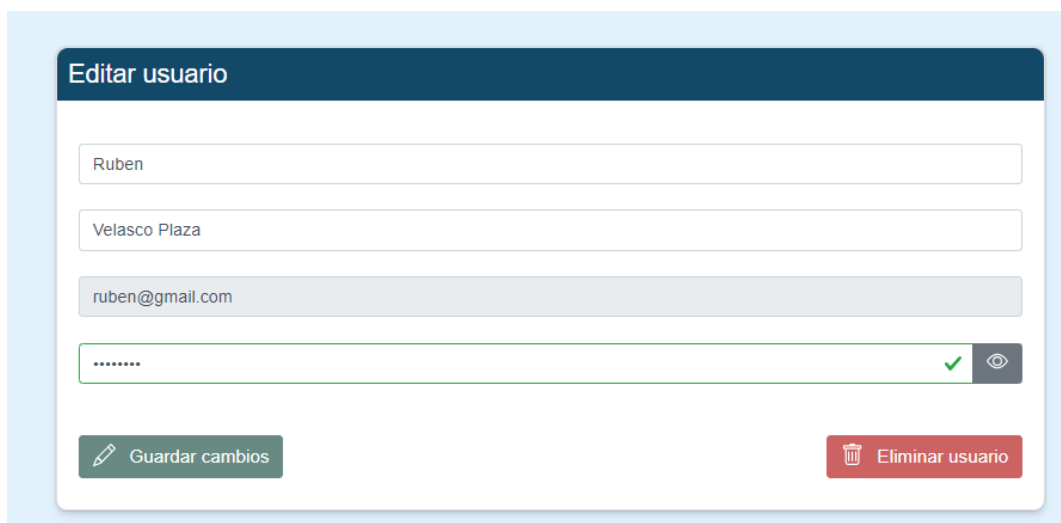 Editar usuario
Ruben
Velasco Plaza
ruben@gmail.com
••••••••
Guardar cambios
Eliminar usuario